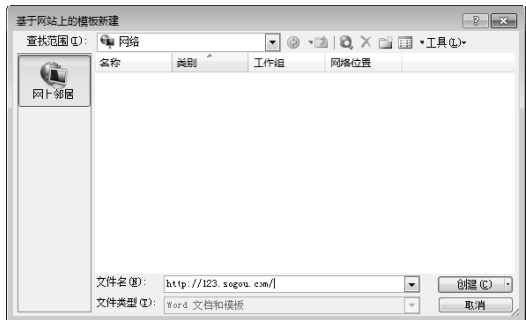 基于网站上的模板新建
查找范围(I): 网络 工具(L)
名称 类别 工作组 网络位置
网上邻居
文件名(N): http://123.sogou.com/
创建(C)
文件类型(T): Word 文档和模板
取消